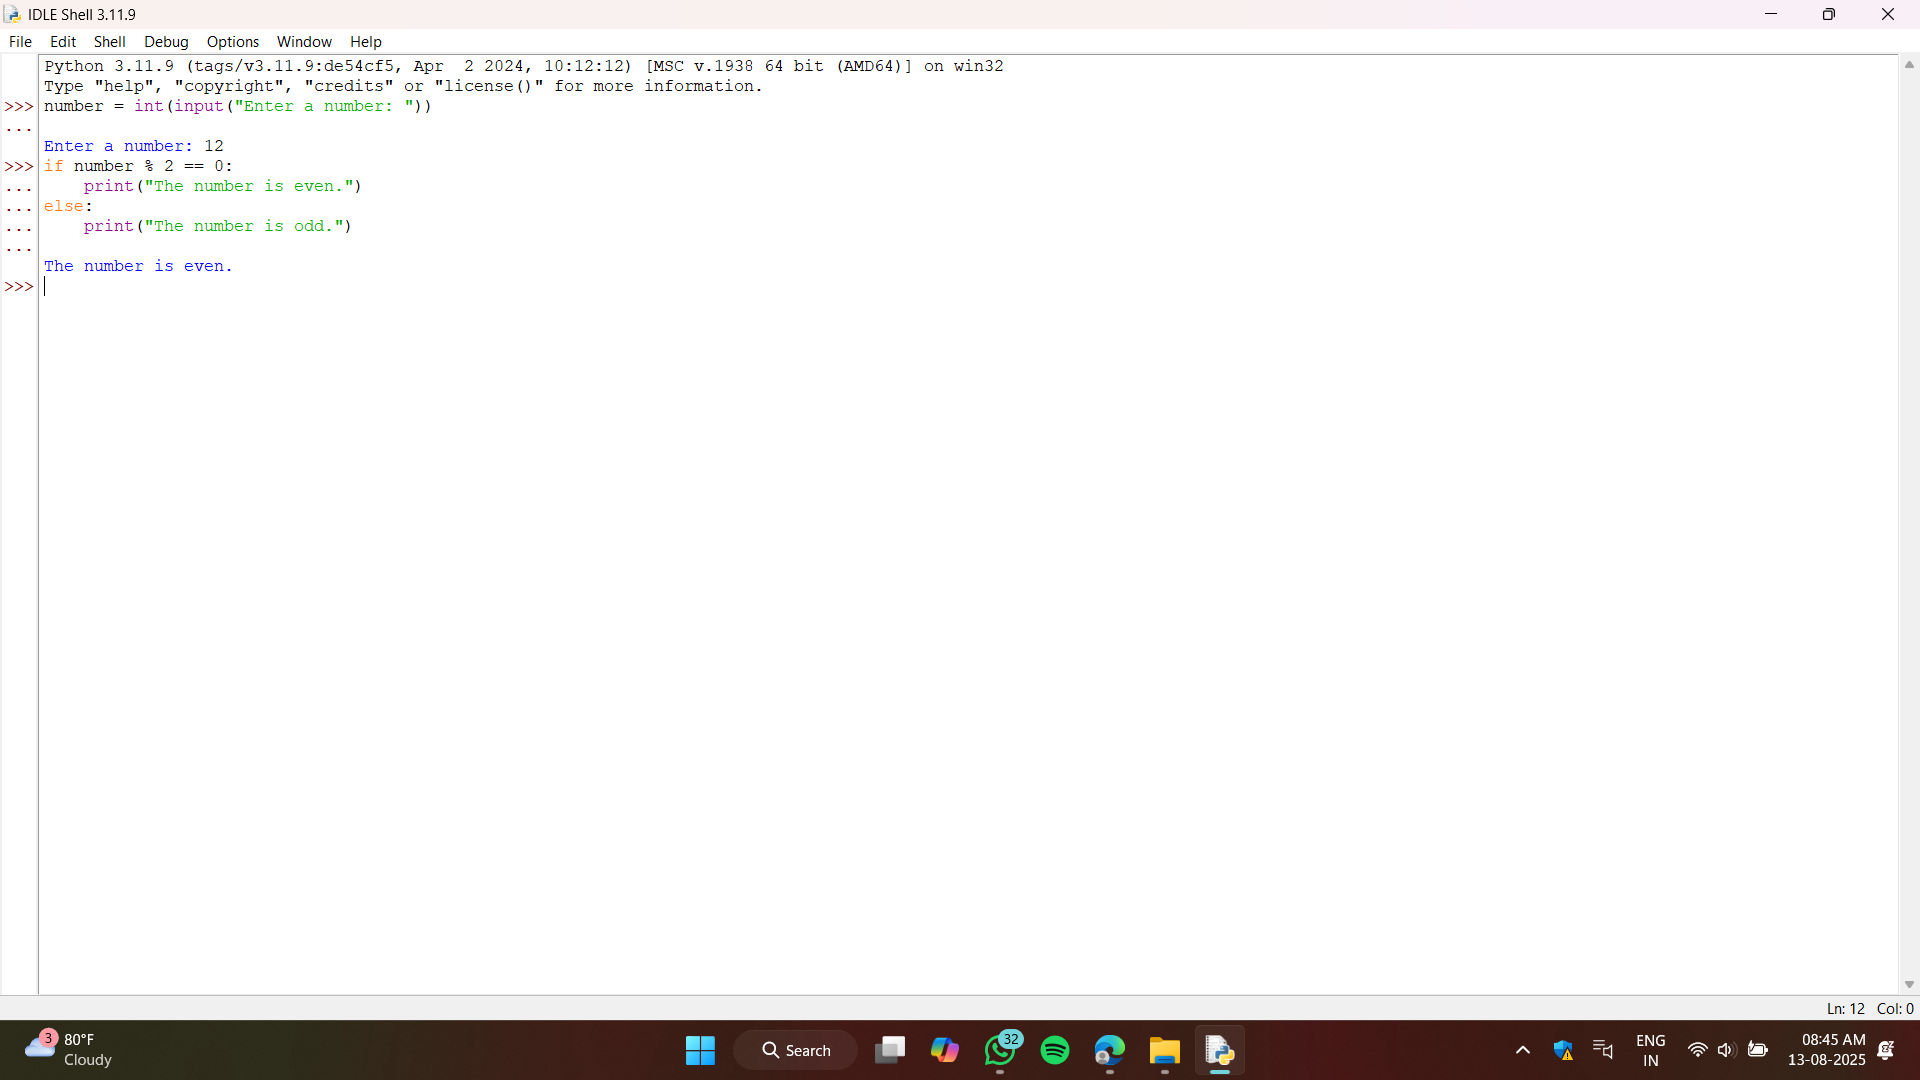 IDLE Shell 3.11.9
File Edit Shell Debug Options Window Help
Python 3.11.9 (tags/v3.11.9:de54cf5, Apr  2 2024, 10:12:12) [MSC v.1938 64 bit (AMD64)] on win32
Type "help", "copyright", "credits" or "license()" for more information.
>>> number = int(input("Enter a number: "))
...
Enter a number: 12
>>> if number % 2 == 0:
...     print("The number is even.")
... else:
...     print("The number is odd.")
...
The number is even.
>>>
Ln: 12 Col: 0
3
80°F
Cloudy
Search
32
ENG
IN
08:45 AM
13-08-2025